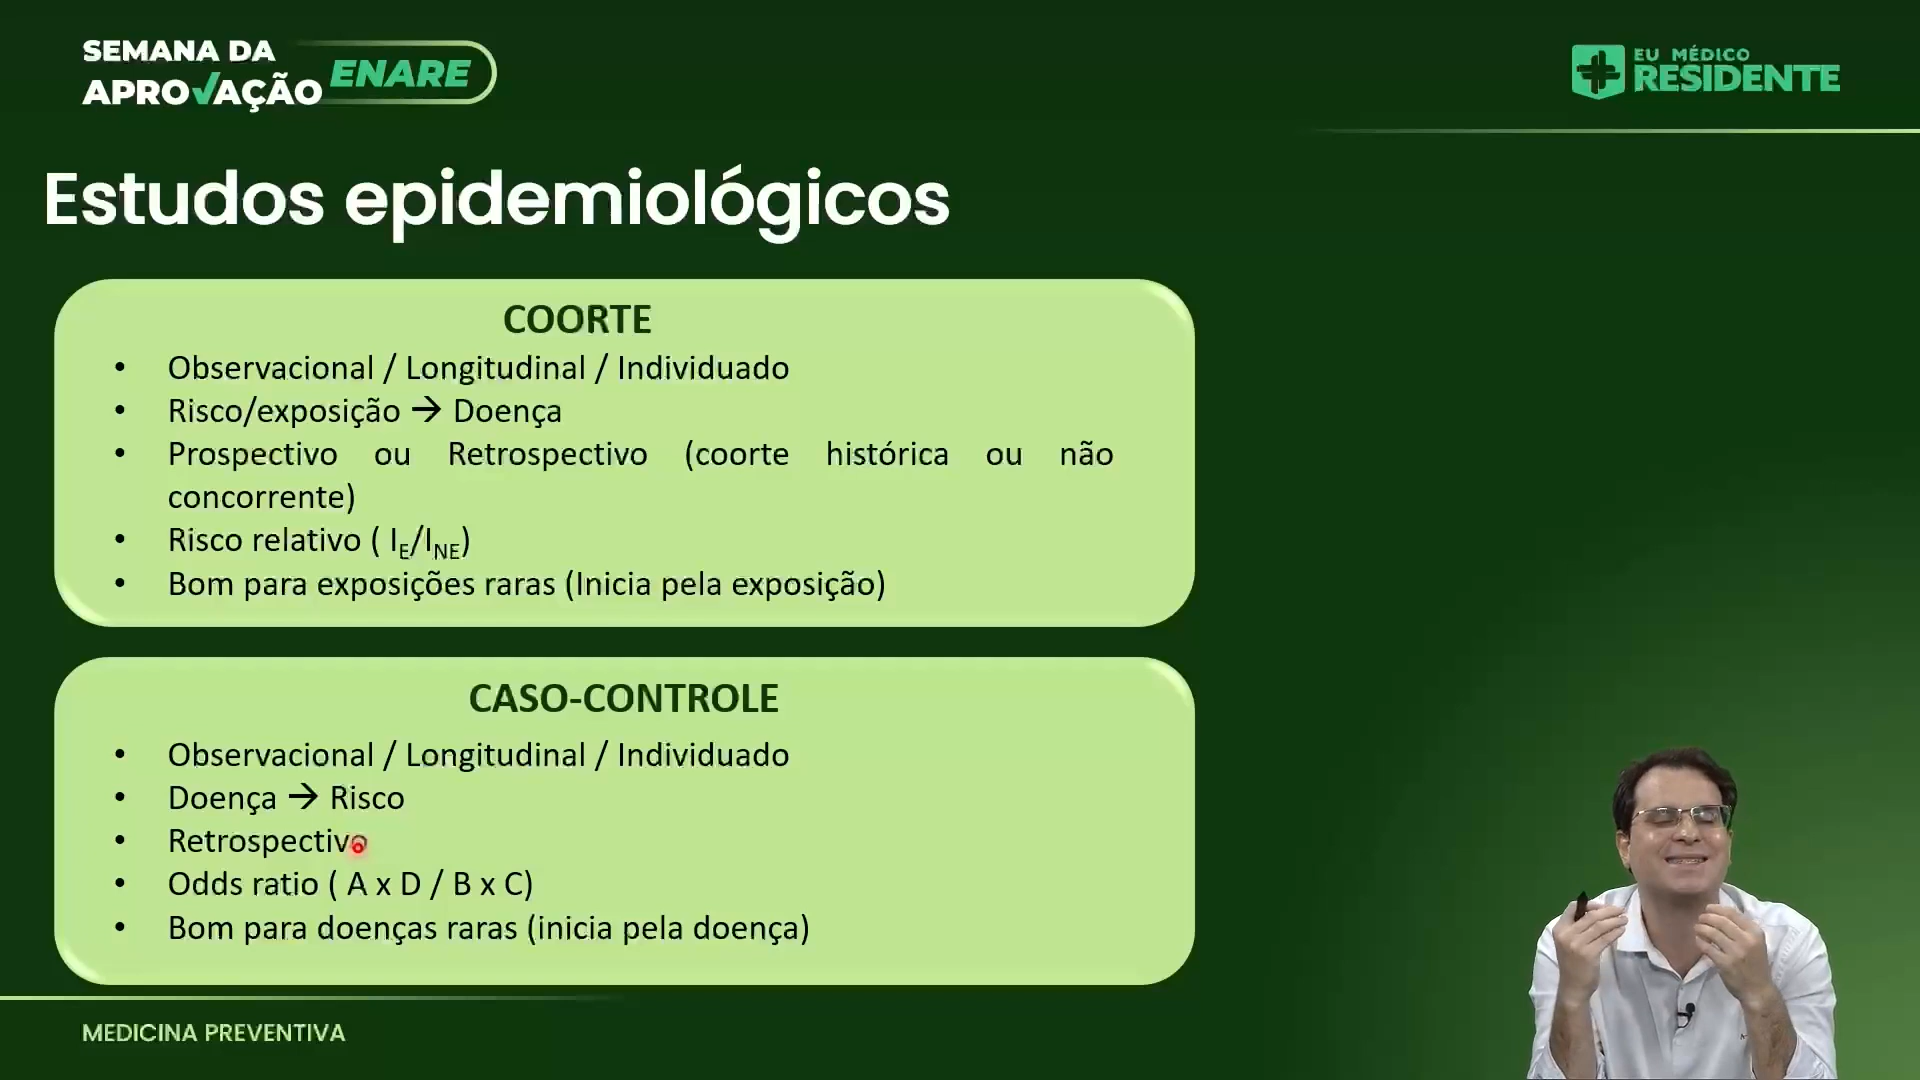 SEMANA DA
APROVAÇÃO ENARE
EU MÉDICO
RESIDENTE
Estudos epidemiológicos
COORTE
• Observacional / Longitudinal / Individuado
• Risco/exposição → Doença
• Prospectivo ou Retrospectivo (coorte histórica ou não
concorrente)
• Risco relativo ( I_E/I_NE)
• Bom para exposições raras (Inicia pela exposição)
CASO-CONTROLE
• Observacional / Longitudinal / Individuado
• Doença → Risco
• Retrospectivo
• Odds ratio ( A x D / B x C)
• Bom para doenças raras (inicia pela doença)
MEDICINA PREVENTIVA